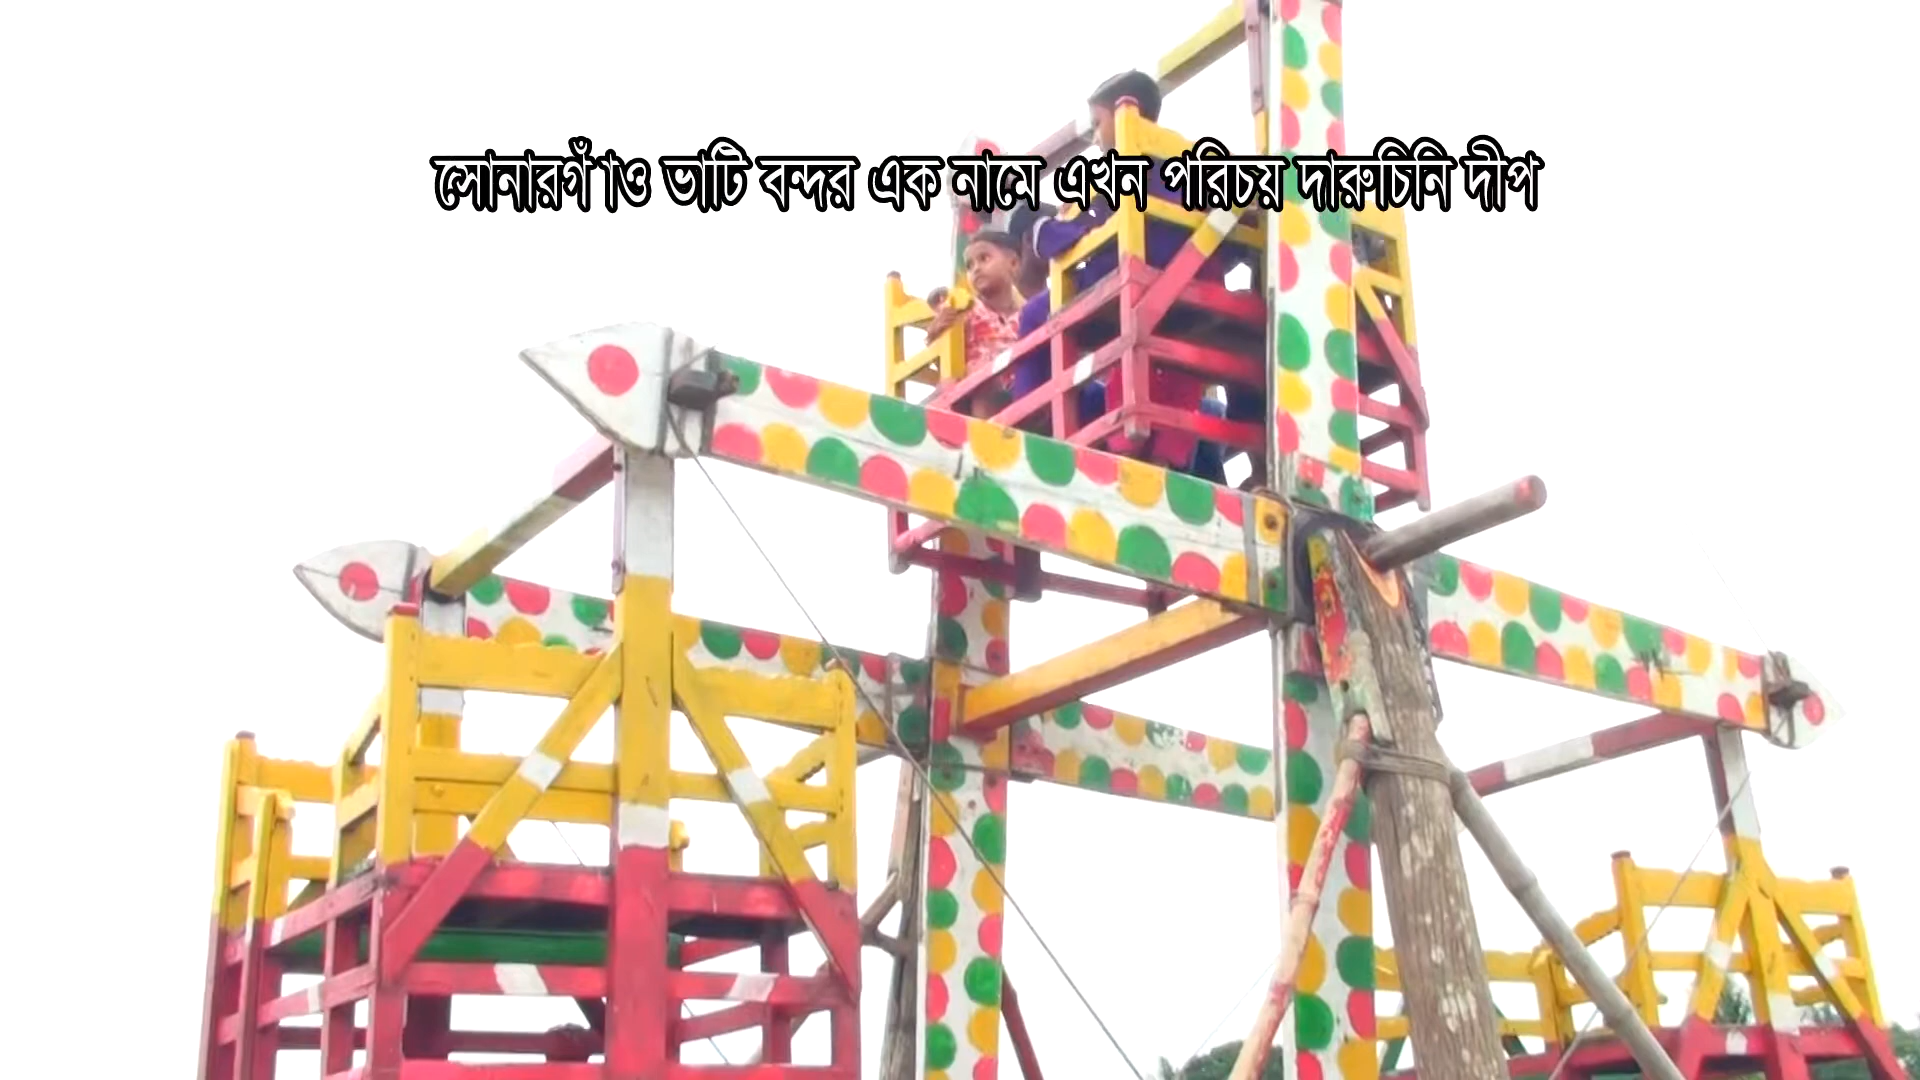 সোনারগাঁও ভাটি বন্দর এক নামে এখন পরিচয় দারুচিনি দীপ